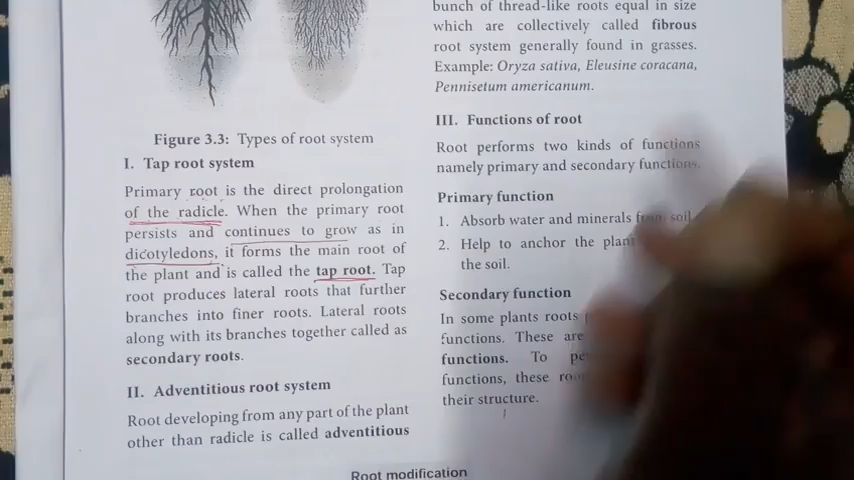 Figure 3.3: Types of root system
I. Tap root system
Primary root is the direct prolongation
of the radicle. When the primary root
persists and continues to grow as in
dicotyledons, it forms the main root of
the plant and is called the tap root. Tap
root produces lateral roots that further
branches into finer roots. Lateral roots
along with its branches together called as
secondary roots.
II. Adventitious root system
Root developing from any part of the plant
other than radicle is called adventitious
bunch of thread-like roots equal in size
which are collectively called fibrous
root system generally found in grasses.
Example: Oryza sativa, Eleusine coracana,
Pennisetum americanum.
III. Functions of root
Root performs two kinds of functions
namely primary and secondary functions.
Primary function
1. Absorb water and minerals from soil
2. Help to anchor the plant
the soil.
Secondary function
In some plants roots
functions. These are
functions. To
functions, these
their structure.
Root modification